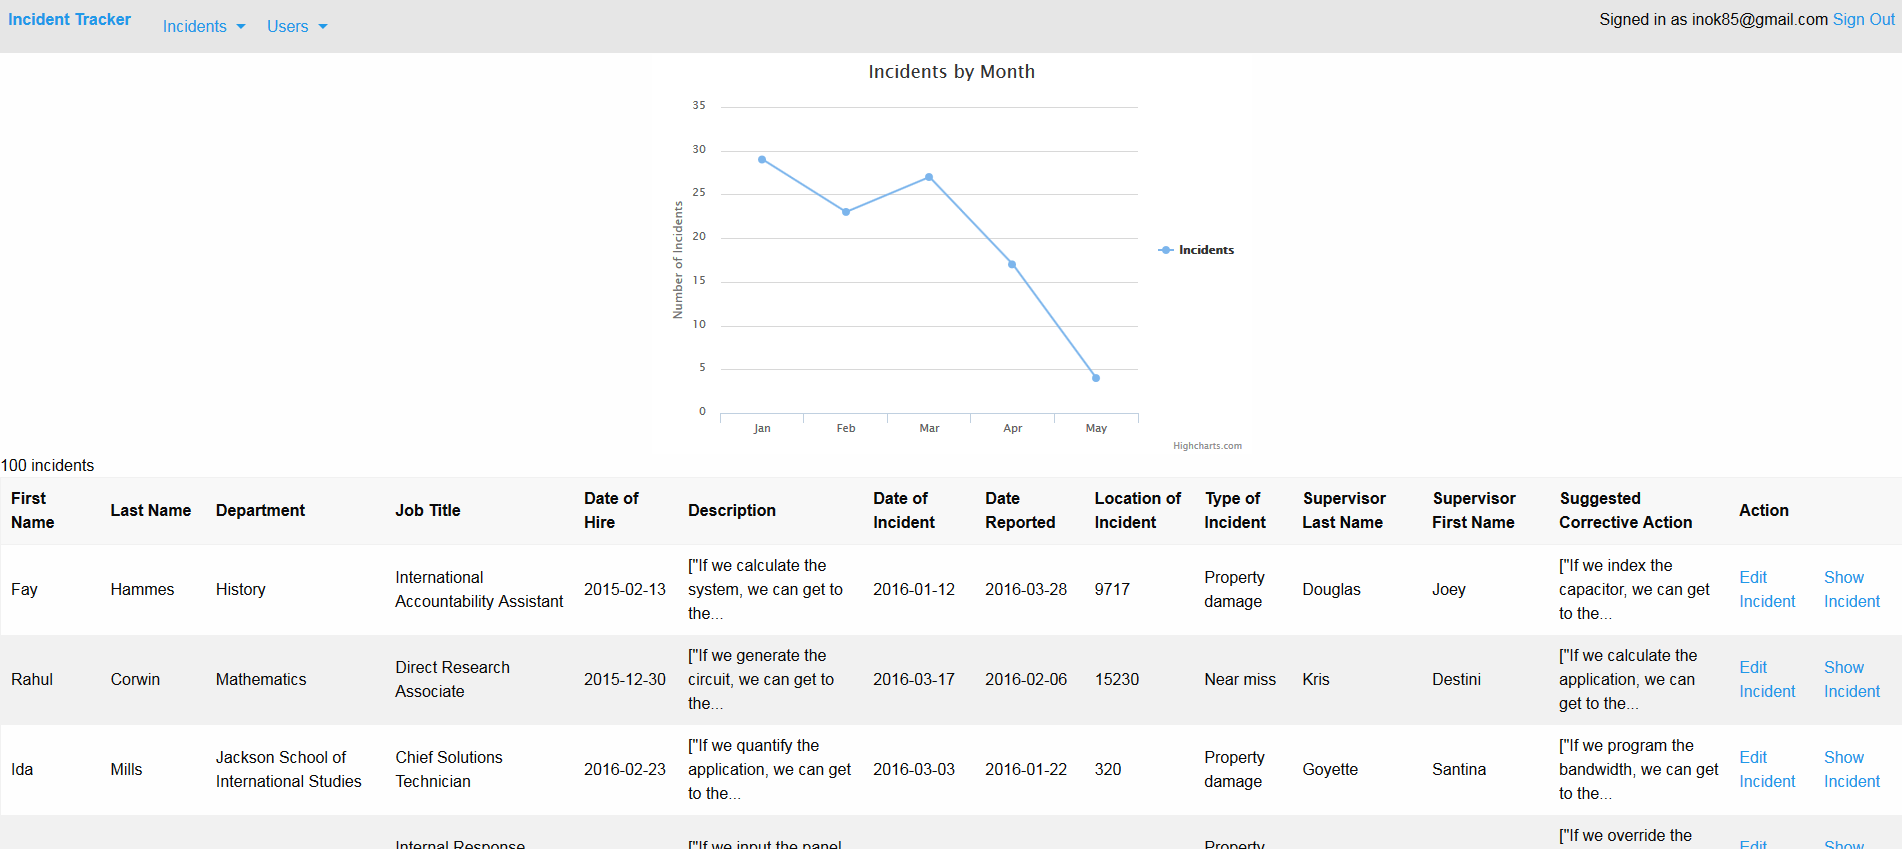 Incident Tracker Incidents Users Signed in as inok85@gmail.com Sign Out
Incidents by Month
35
30
25
20
15
10
5
0
Number of Incidents
Jan Feb Mar Apr May
Incidents
Highcharts.com
100 incidents
First Name Last Name Department Job Title Date of Hire Description Date of Incident Date Reported Location of Incident Type of Incident Supervisor Last Name Supervisor First Name Suggested Corrective Action Action
Fay Hammes History International Accountability Assistant 2015-02-13 ["If we calculate the system, we can get to the... 2016-01-12 2016-03-28 9717 Property damage Douglas Joey ["If we index the capacitor, we can get to the... Edit Incident Show Incident
Rahul Corwin Mathematics Direct Research Associate 2015-12-30 ["If we generate the circuit, we can get to the... 2016-03-17 2016-02-06 15230 Near miss Kris Destini ["If we calculate the application, we can get to the... Edit Incident Show Incident
Ida Mills Jackson School of International Studies Chief Solutions Technician 2016-02-23 ["If we quantify the application, we can get to the... 2016-03-03 2016-01-22 320 Property damage Goyette Santina ["If we program the bandwidth, we can get to the... Edit Incident Show Incident
Internal Response ["If we input the panel Property ["If we override the Edit Show